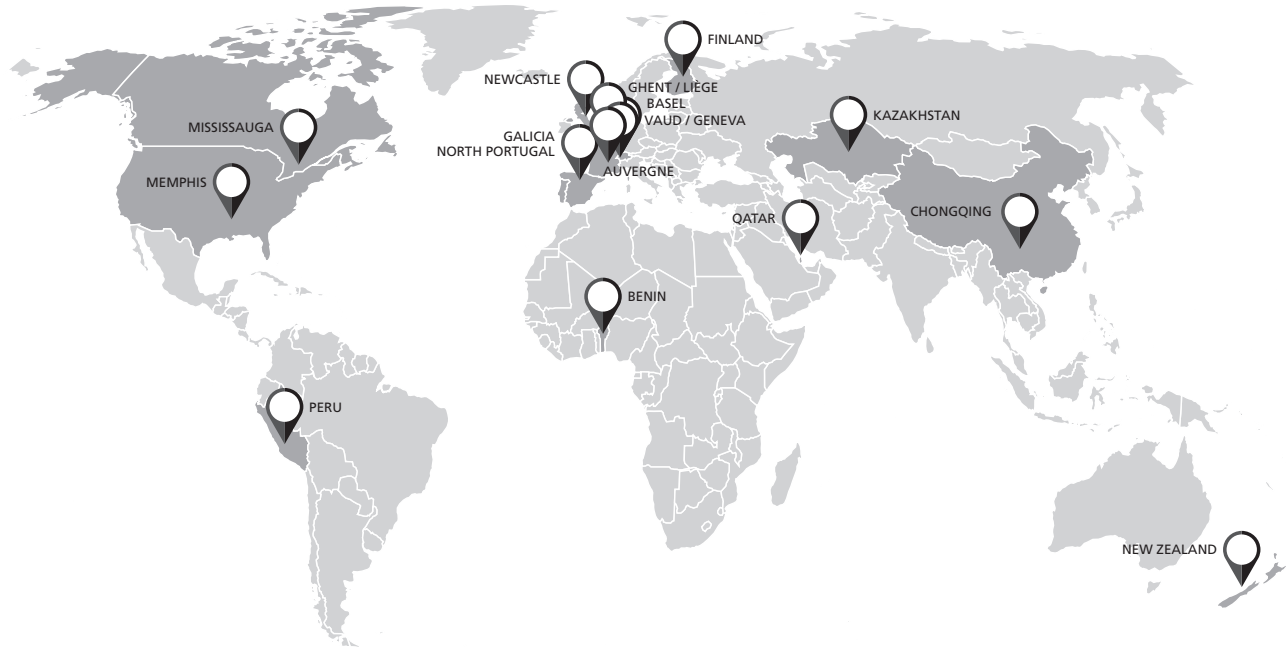 FINLAND
NEWCASTLE
GHENT / LIÈGE
BASEL
VAUD / GENEVA
KAZAKHSTAN
MISSISSAUGA
GALICIA
NORTH PORTUGAL
AUVERGNE
MEMPHIS
QATAR
CHONGQING
BENIN
PERU
NEW ZEALAND